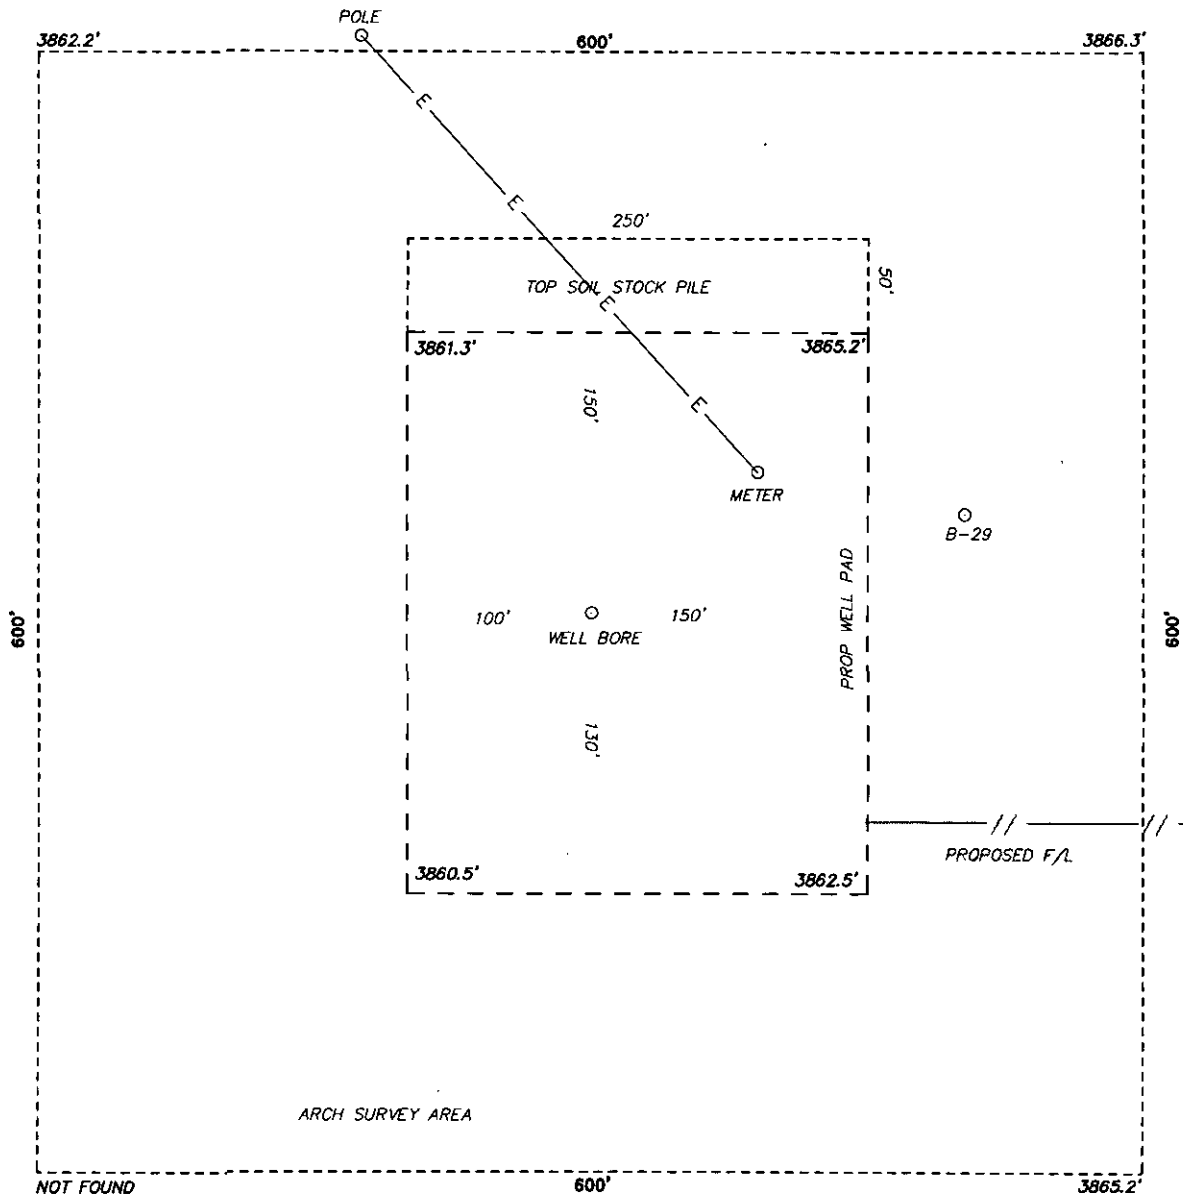 POLE
3862.2'
600'
3866.3'
E
E
250'
50'
TOP SOIL STOCK PILE
E
3861.3'
3865.2'
150'
E
METER
B-29
PROP WELL PAD
600'
100'
150'
600'
WELL BORE
130'
PROPOSED F/L
3860.5'
3862.5'
ARCH SURVEY AREA
NOT FOUND
600'
3865.2'